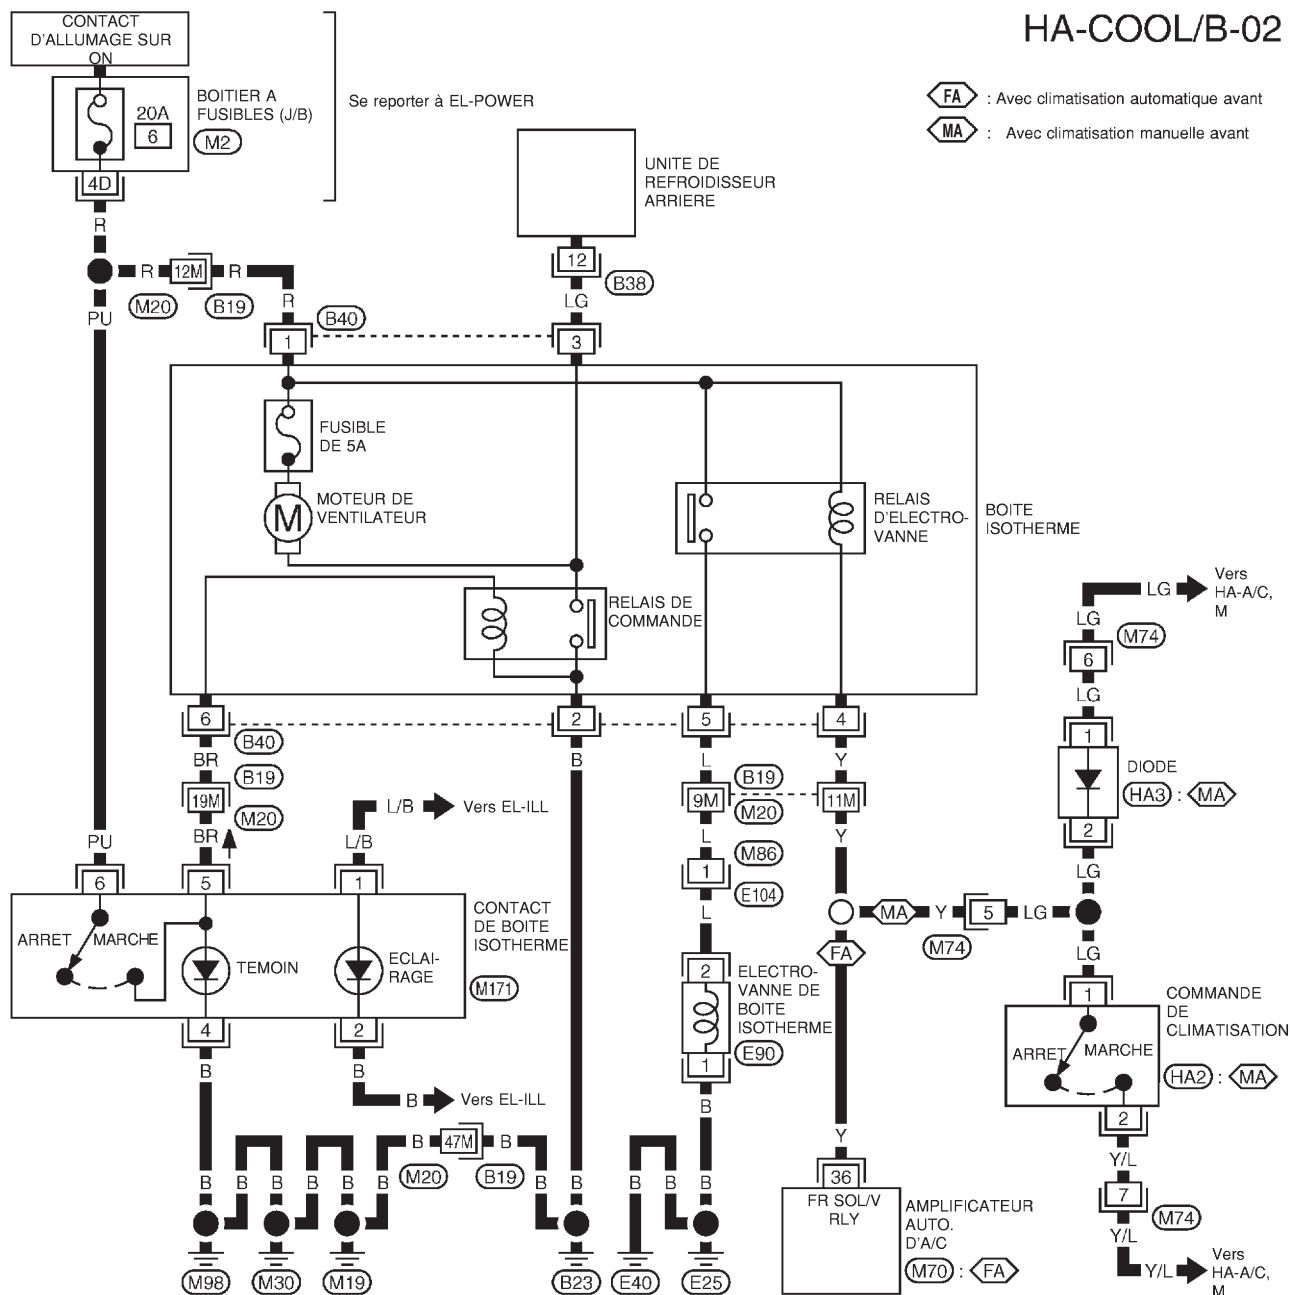 HA-COOL/B-02
CONTACT
D'ALLUMAGE SUR
ON
BOITIER A
FUSIBLES (J/B)
20A
6
M2
4D
Se reporter à EL-POWER
FA : Avec climatisation automatique avant
MA : Avec climatisation manuelle avant
UNITE DE
REFROIDISSEUR
ARRIERE
12
B38
LG
R
R 12M R
M20 B19
PU
R
B40
1
3
FUSIBLE
DE 5A
MOTEUR DE
VENTILATEUR
M
RELAIS
D'ELECTRO-
VANNE
BOITE
ISOTHERME
RELAIS DE
COMMANDE
6
2
5
4
B40
BR
B
L
Y
B19
19M
M20
BR
B19
9M
11M
M20
L
Y
L/B Vers EL-ILL
L/B
PU
M86
1
E104
L
6
5
1
CONTACT
DE BOITE
ISOTHERME
M171
ARRET MARCHE
TEMOIN
ECLAI-
RAGE
4
2
B
B
B Vers EL-ILL
2
ELECTRO-
VANNE DE
BOITE
ISOTHERME
E90
1
B
MA Y 5 LG
M74
FA
LG Vers
HA-A/C,
M
LG
M74
6
LG
1
DIODE
HA3 : MA
2
LG
LG
1
COMMANDE
DE
CLIMATISATION
ARRET MARCHE
HA2 : MA
2
Y/L
7
M74
Y/L
Y/L Vers
HA-A/C,
M
B 47M B
M20 B19
B B B B B B B B B
M98 M30 M19 B23 E40 E25
Y
36
FR SOL/V
RLY
AMPLIFICATEUR
AUTO.
D'A/C
M70 : FA